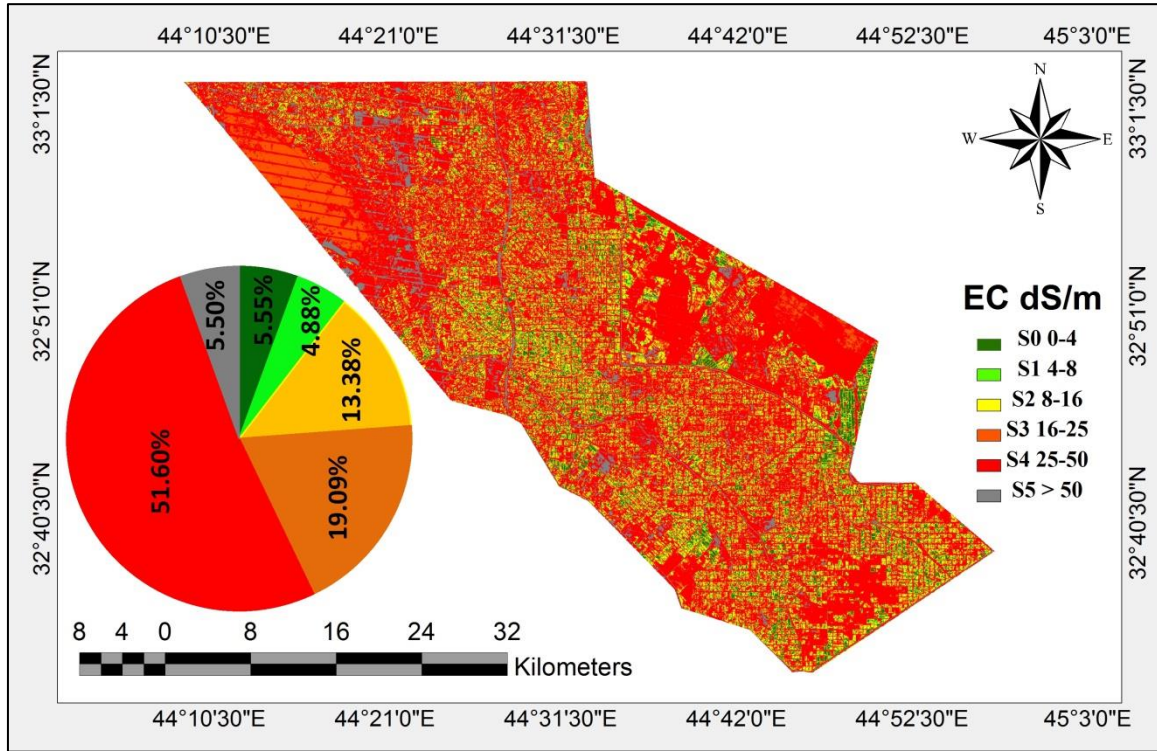 44°10'30"E 44°21'0"E 44°31'30"E 44°42'0"E 44°52'30"E 45°3'0"E
33°1'30"N
33°1'30"N
N
W
E
S
32°51'0"N
32°51'0"N
EC dS/m
S0 0-4
S1 4-8
S2 8-16
S3 16-25
S4 25-50
S5 > 50
5.50%
5.55%
4.88%
13.38%
51.60%
19.09%
32°40'30"N
32°40'30"N
8 4 0 8 16 24 32
Kilometers
44°10'30"E 44°21'0"E 44°31'30"E 44°42'0"E 44°52'30"E 45°3'0"E